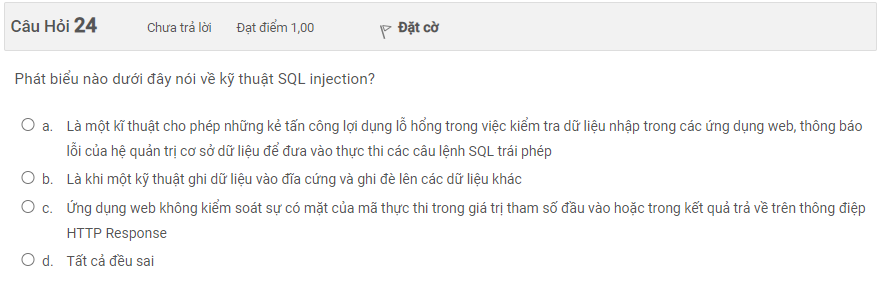 Câu Hỏi 24 Chưa trả lời Đạt điểm 1,00 Đặt cờ
Phát biểu nào dưới đây nói về kỹ thuật SQL injection?
a. Là một kĩ thuật cho phép những kẻ tấn công lợi dụng lỗ hổng trong việc kiểm tra dữ liệu nhập trong các ứng dụng web, thông báo
lỗi của hệ quản trị cơ sở dữ liệu để đưa vào thực thi các câu lệnh SQL trái phép
b. Là khi một kỹ thuật ghi dữ liệu vào đĩa cứng và ghi đè lên các dữ liệu khác
c. Ứng dụng web không kiểm soát sự có mặt của mã thực thi trong giá trị tham số đầu vào hoặc trong kết quả trả về trên thông điệp
HTTP Response
d. Tất cả đều sai